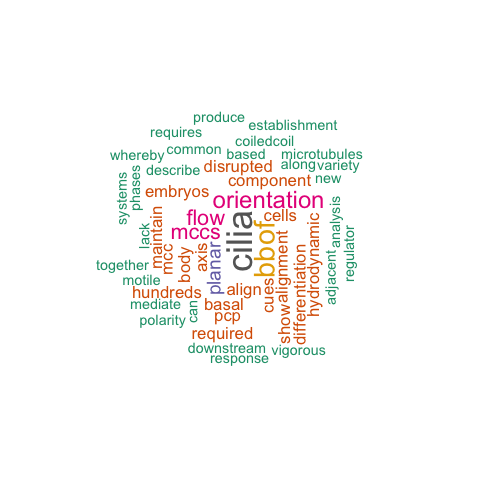 produce
requires
establishment
coiledcoil
whereby
common
based
microtubules
describe
disrupted
along
variety
phases
systems
embryos
component
new
orientation
lack
maintain
mccs
flow
cilia
bbof
cells
mcc
body
axis
planar
hydrodynamic
adjacent
analysis
regulator
together
motile
hundreds
align
cues
show
alignment
differentiation
mediate
can
basal
polarity
pcp
required
downstream
response
vigorous